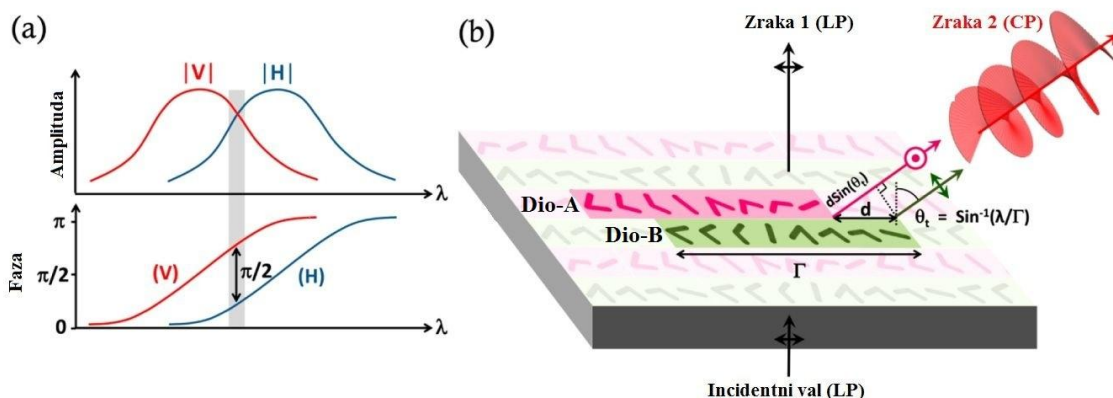 (a)
|V| |H|
Amplituda
λ
π
π/2
0
Faza
(V)
π/2
(H)
λ
(b)
Zraka 1 (LP)
Zraka 2 (CP)
dSin(θt)
d
θt = Sin-1(λ/Γ)
Dio-A
Dio-B
Γ
Incidentni val (LP)